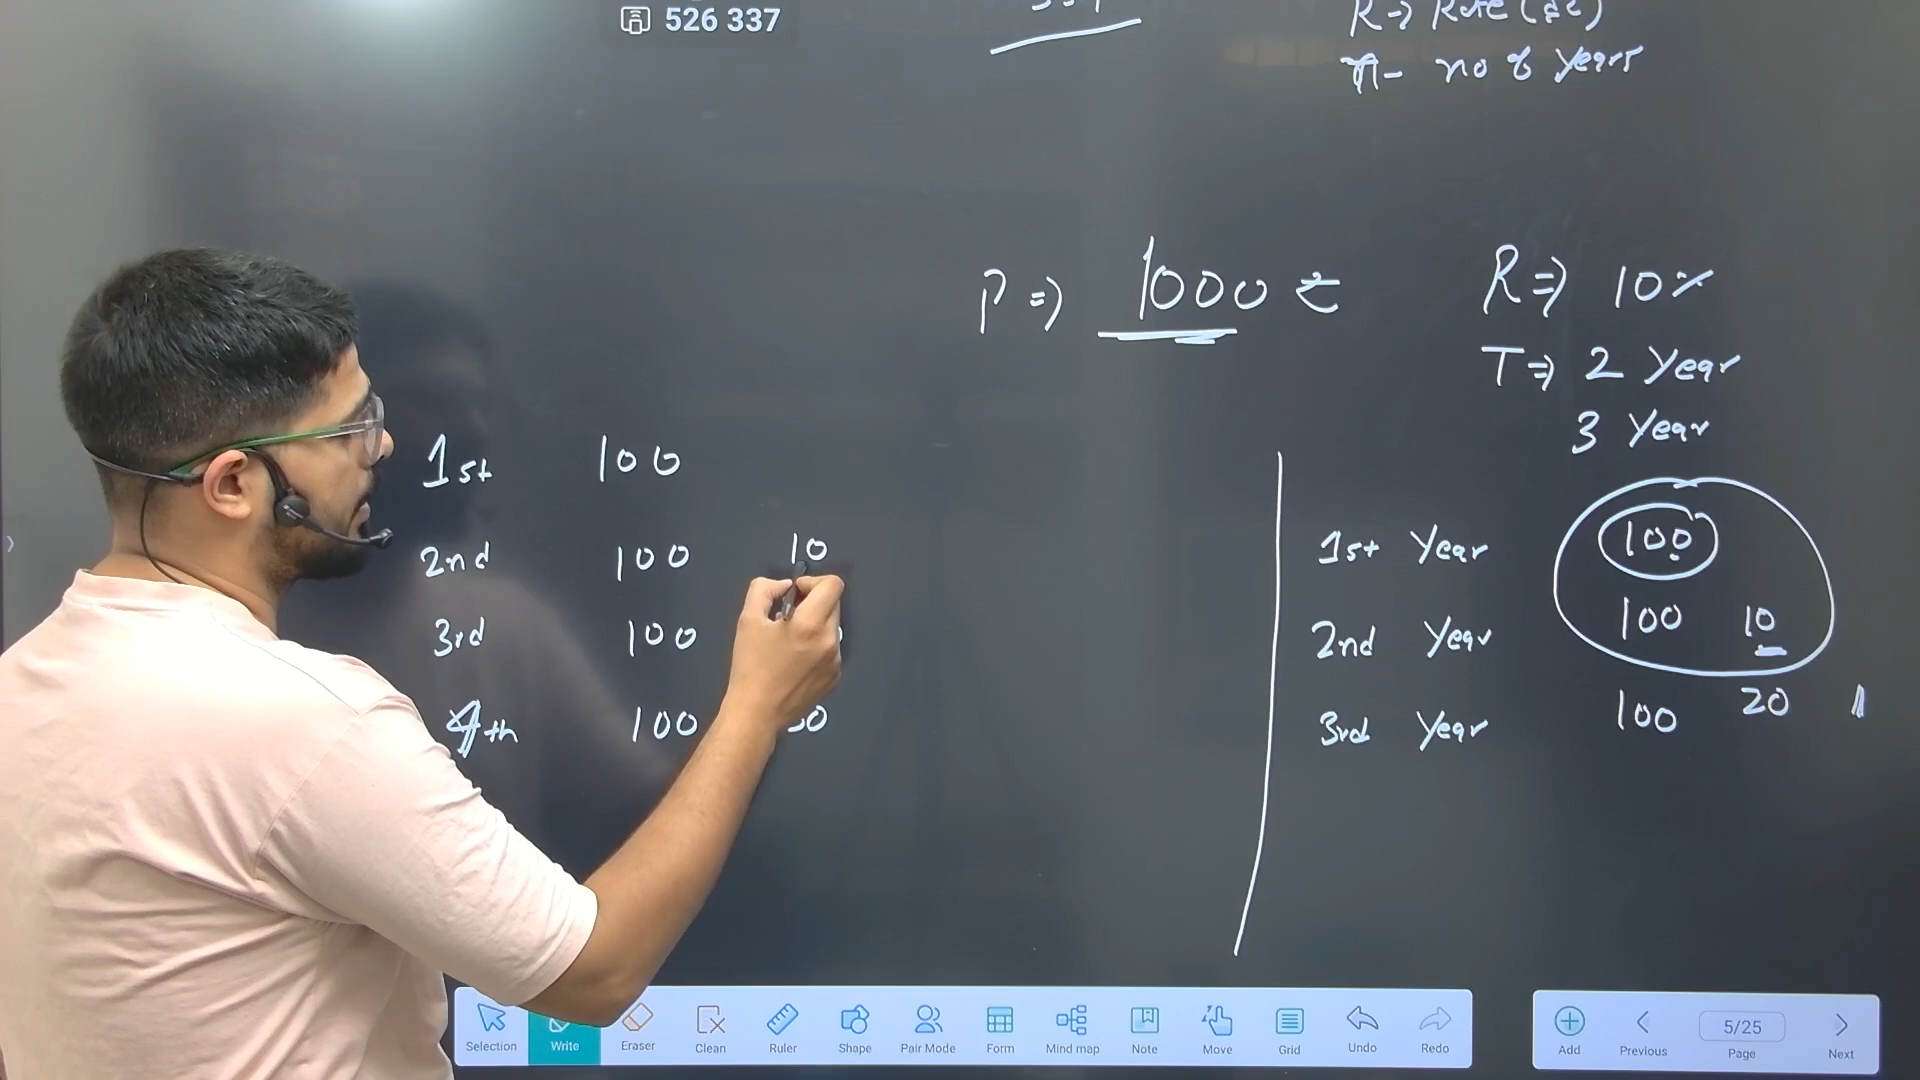 526 337
R → Rate
n - no of years
P ⇒ 1000 ₹
R ⇒ 10%
T ⇒ 2 Year
3 Year
1st 100
2nd 100 10
3rd 100
4th 100
1st Year 100
2nd Year 100 10
3rd Year 100 20 1
Selection Write Eraser Clean Ruler Shape Pair Mode Form Mind map Note Move Grid Undo Redo
Add Previous 5/25 Page Next